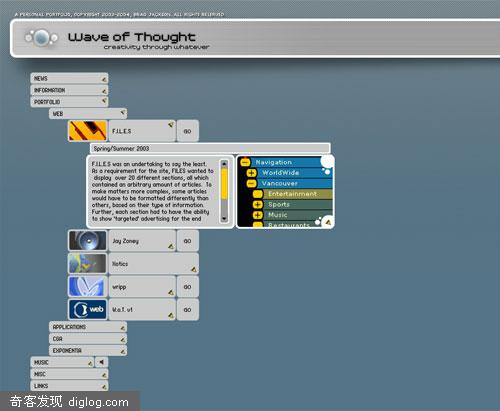 A PERSONAL PORTFOLIO, COPYRIGHT 2003-2004, BRAD JACKSON. ALL RIGHTS RESERVED
Wave of Thought
creativity through whatever
NEWS
INFORMATION
PORTFOLIO
WEB
F.I.L.E.S
GO
Spring/Summer 2003
F.I.L.E.S was an undertaking to say the least.
As a requirement for the site, FILES wanted to
display over 20 different sections, all which
contained an arbitrary amount of articles. To
make matters more complex, some articles
would have to be formatted differently than
others, based on their type of information.
Further, each section had to have the ability
to show 'targeted' advertising for the end
Navigation
WorldWide
Vancouver
Entertainment
Sports
Music
Restaurants
Jay Zoney
GO
Xotics
wripp
GO
web
W.o.T. v1
GO
APPLICATIONS
CGA
EXPONENTIA
MUSIC
MISC
LINKS
奇客发现 diglog.com